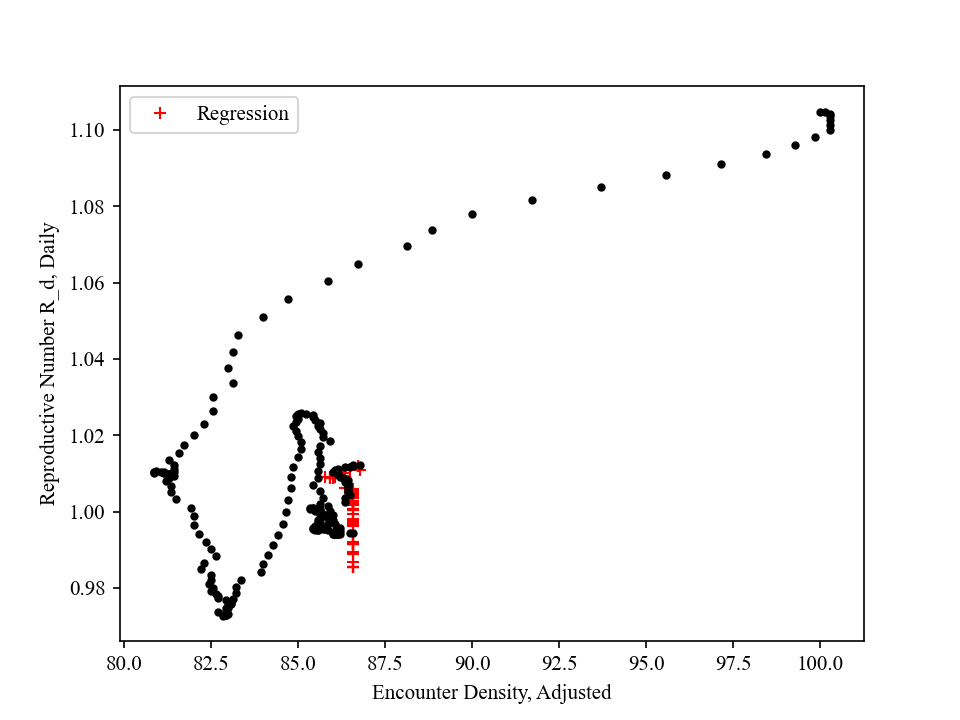 Regression
1.10
1.08
1.06
1.04
1.02
1.00
0.98
Reproductive Number R_d, Daily
80.0 82.5 85.0 87.5 90.0 92.5 95.0 97.5 100.0
Encounter Density, Adjusted